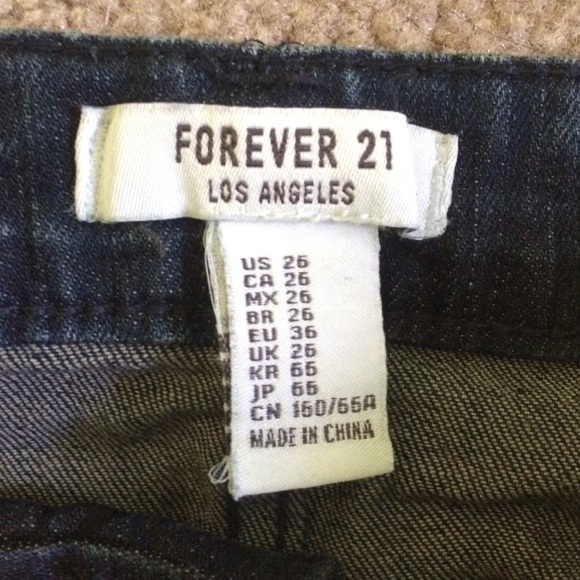 FOREVER 21
LOS ANGELES
US 26
CA 26
MX 26
BR 26
EU 36
UK 26
KR 66
JP 66
CN 160/66A
MADE IN CHINA